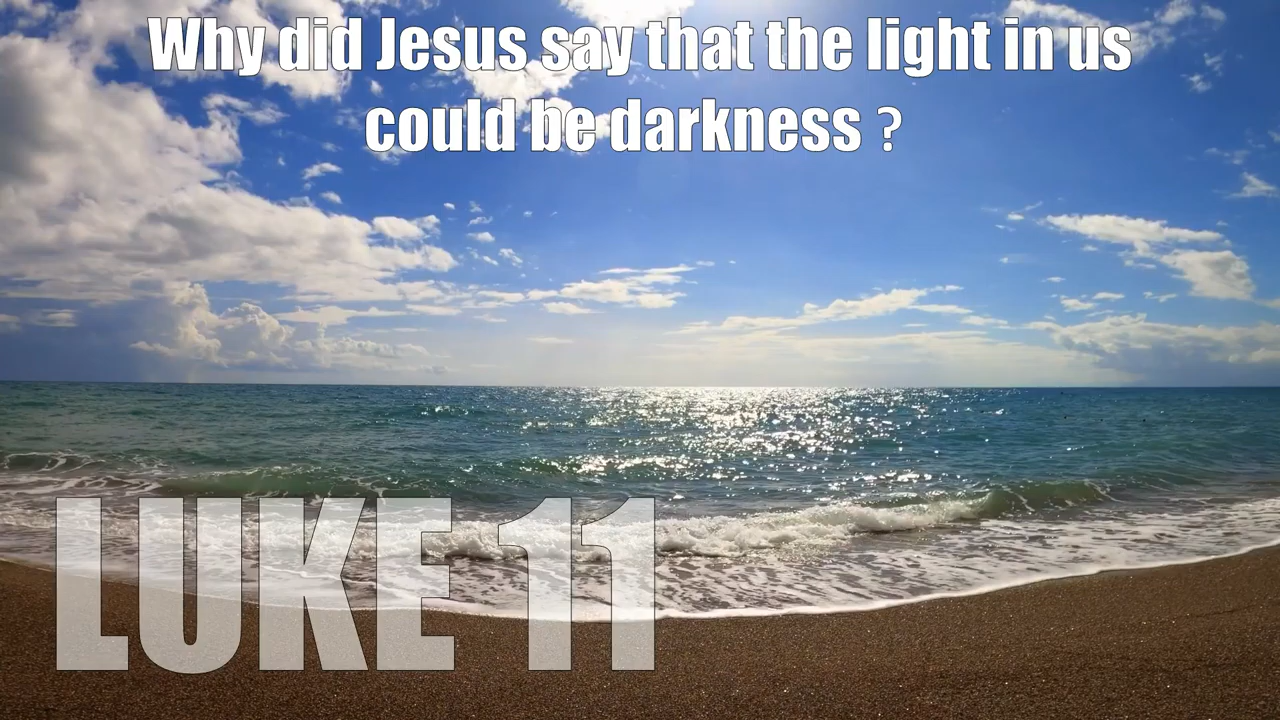 Why did Jesus say that the light in us
could be darkness ?
LUKE 11